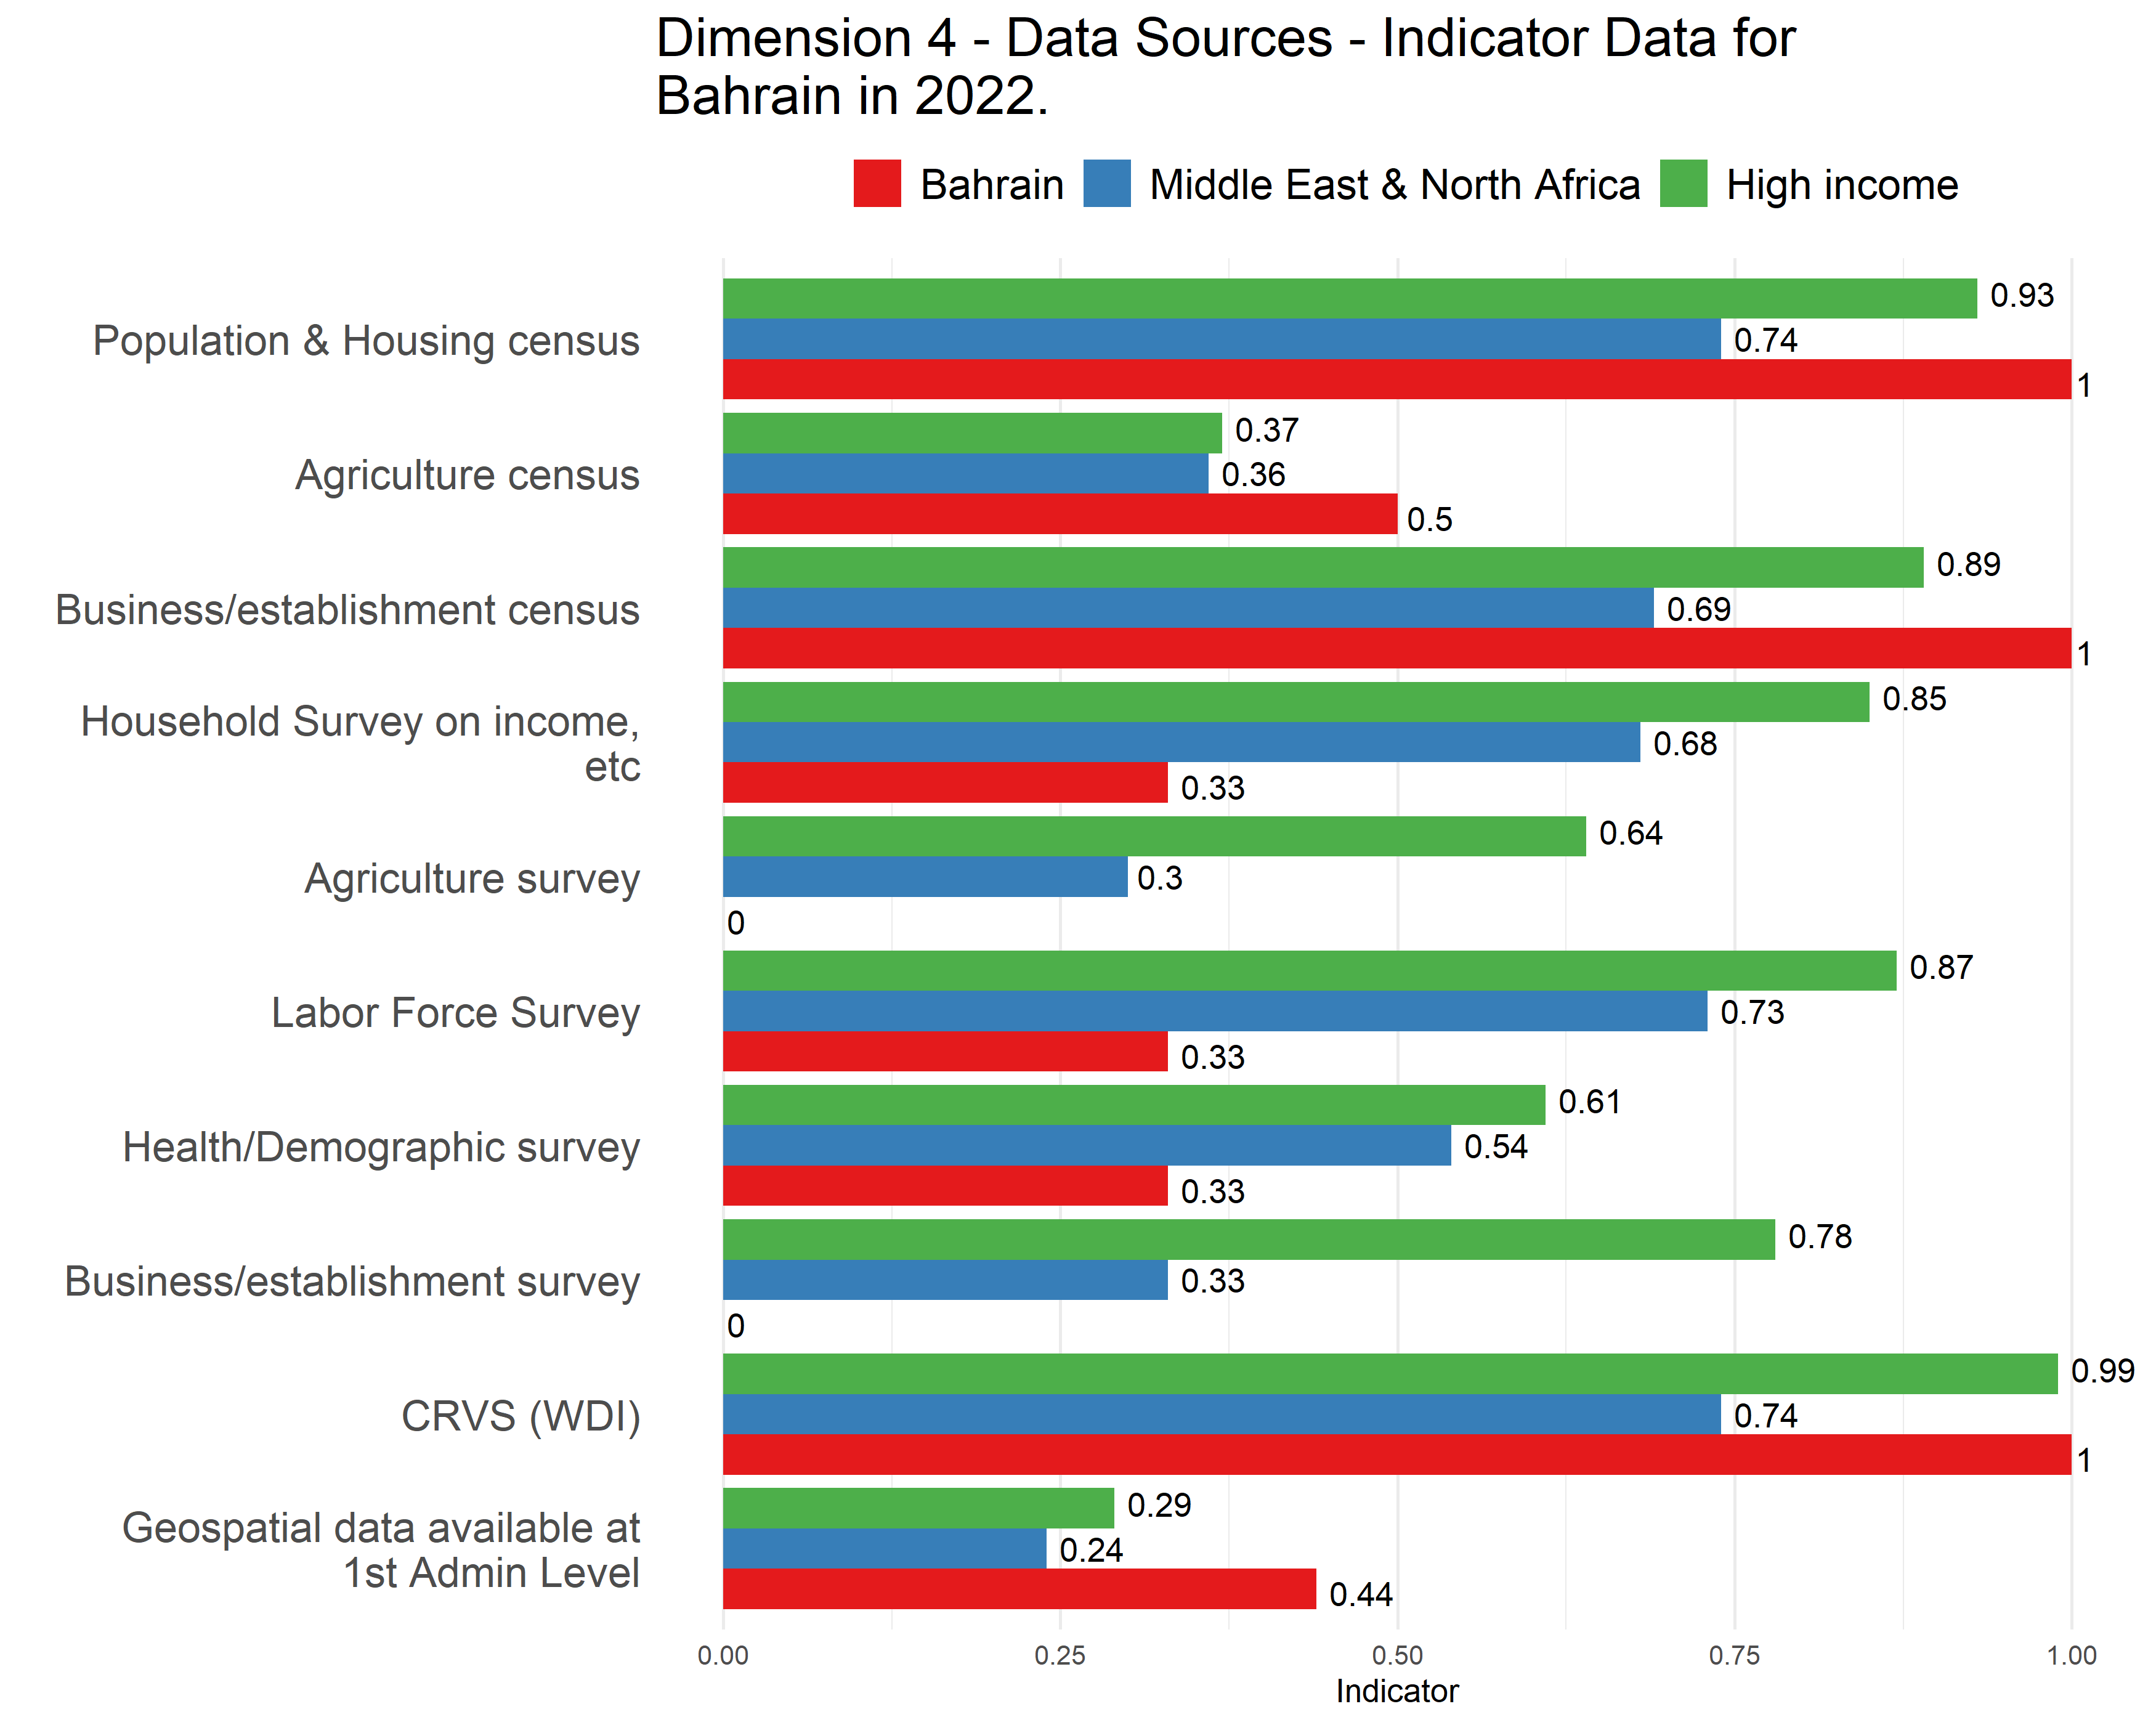 Dimension 4 - Data Sources - Indicator Data for
Bahrain in 2022.
Bahrain
Middle East & North Africa
High income
Population & Housing census
0.93
0.74
1
Agriculture census
0.37
0.36
0.5
Business/establishment census
0.89
0.69
1
Household Survey on income,
etc
0.85
0.68
0.33
Agriculture survey
0.64
0.3
0
Labor Force Survey
0.87
0.73
0.33
Health/Demographic survey
0.61
0.54
0.33
Business/establishment survey
0.78
0.33
0
CRVS (WDI)
0.99
0.74
1
Geospatial data available at
1st Admin Level
0.29
0.24
0.44
0.00
0.25
0.50
0.75
1.00
Indicator